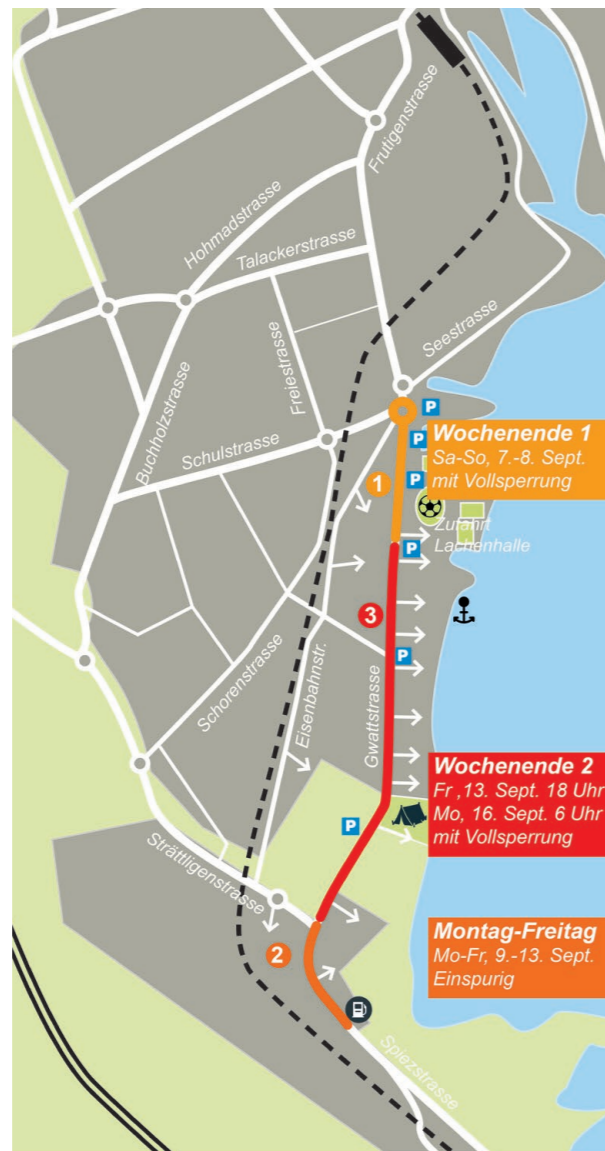 Frutigenstrasse
Hohmadstrasse
Talackerstrasse
Seestrasse
Freiestrasse
Buchholzstrasse
Schulstrasse
P
P
Wochenende 1
Sa-So, 7.-8. Sept.
mit Vollsperrung
P
1
Zufahrt
Lachenhalle
P
3
P
Schorenstrasse
Eisenbahnstr.
Gwattstrasse
Wochenende 2
Fr ,13. Sept. 18 Uhr
Mo, 16. Sept. 6 Uhr
mit Vollsperrung
P
Strättligenstrasse
Montag-Freitag
Mo-Fr, 9.-13. Sept.
Einspurig
2
Spiezstrasse